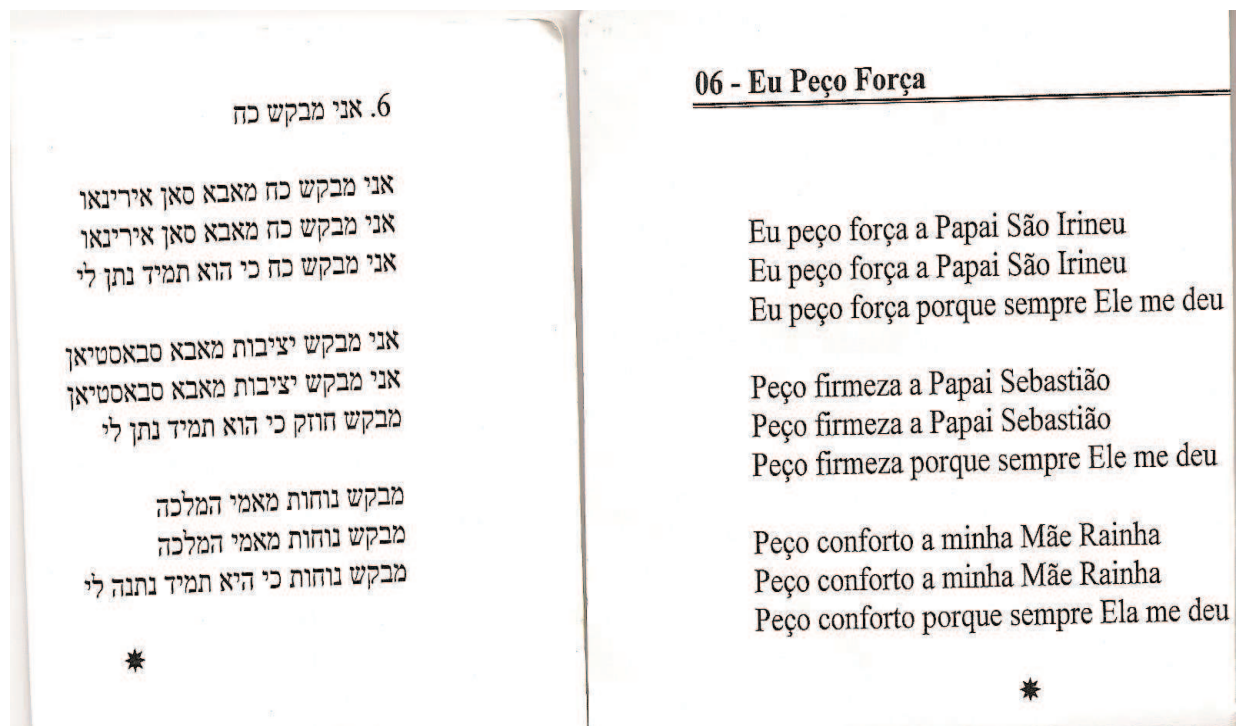 6. אני מבקש כח
אני מבקש כח מאבא סאן אירינאו
אני מבקש כח מאבא סאן אירינאו
אני מבקש כח כי הוא תמיד נתן לי
אני מבקש יציבות מאבא סבאסטיאן
אני מבקש יציבות מאבא סבאסטיאן
מבקש חוזק כי הוא תמיד נתן לי
מבקש נוחות מאמי המלכה
מבקש נוחות מאמי המלכה
מבקש נוחות כי היא תמיד נתנה לי
06 - Eu Peço Força
Eu peço força a Papai São Irineu
Eu peço força a Papai São Irineu
Eu peço força porque sempre Ele me deu
Peço firmeza a Papai Sebastião
Peço firmeza a Papai Sebastião
Peço firmeza porque sempre Ele me deu
Peço conforto a minha Mãe Rainha
Peço conforto a minha Mãe Rainha
Peço conforto porque sempre Ela me deu